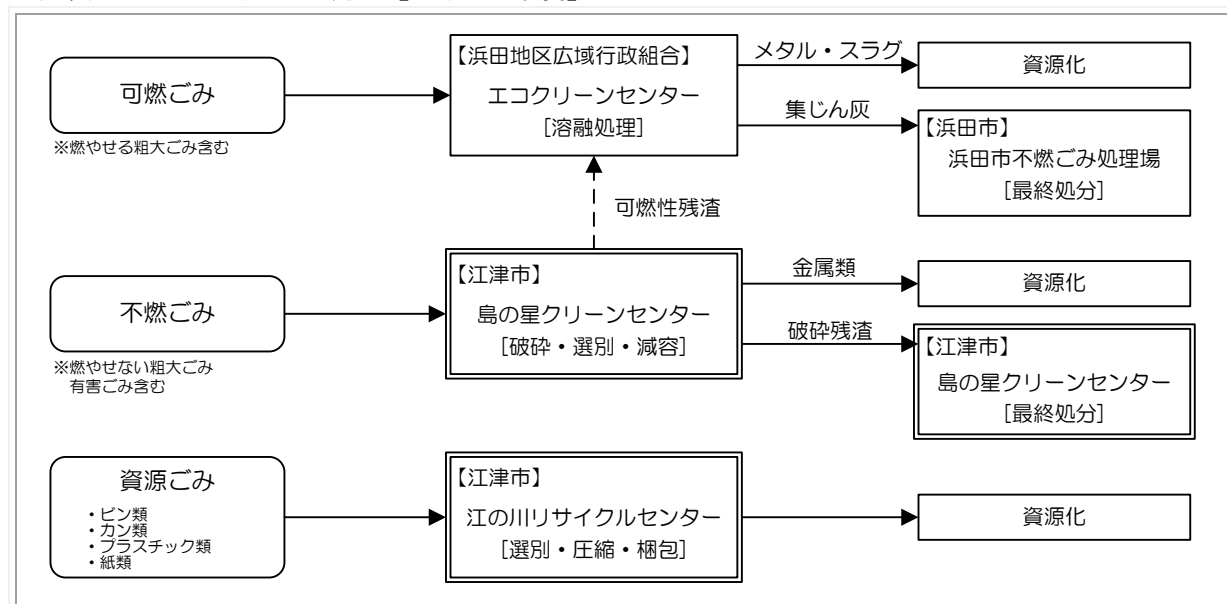 可燃ごみ
※燃やせる粗大ごみ含む
【浜田地区広域行政組合】
エコクリーンセンター
[溶融処理]
メタル・スラグ
資源化
集じん灰
【浜田市】
浜田市不燃ごみ処理場
[最終処分]
可燃性残渣
不燃ごみ
※燃やせない粗大ごみ
有害ごみ含む
【江津市】
島の星クリーンセンター
[破砕・選別・減容]
金属類
資源化
破砕残渣
【江津市】
島の星クリーンセンター
[最終処分]
資源ごみ
・ビン類
・カン類
・プラスチック類
・紙類
【江津市】
江の川リサイクルセンター
[選別・圧縮・梱包]
資源化